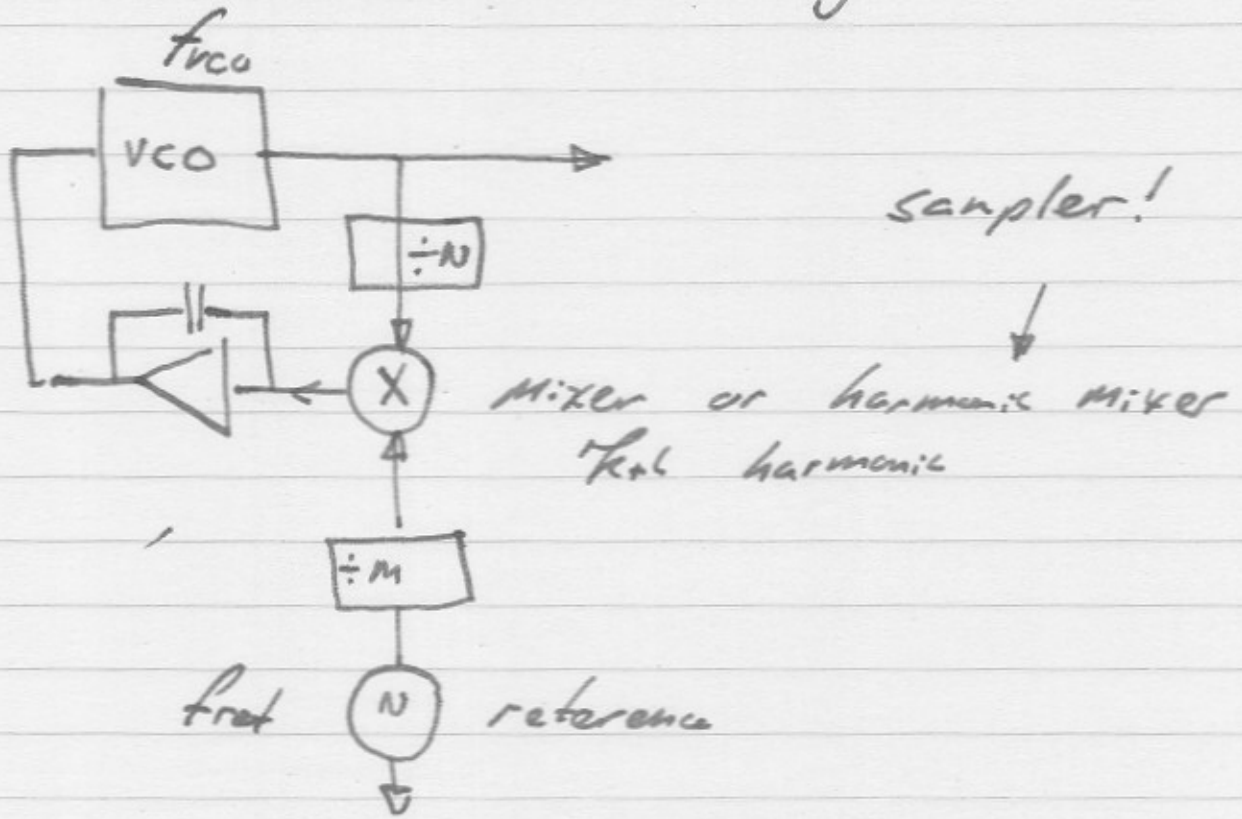 fvco
VCO
÷N
sampler!
X
Mixer or harmonic mixer
harmonic
÷M
fref
reference